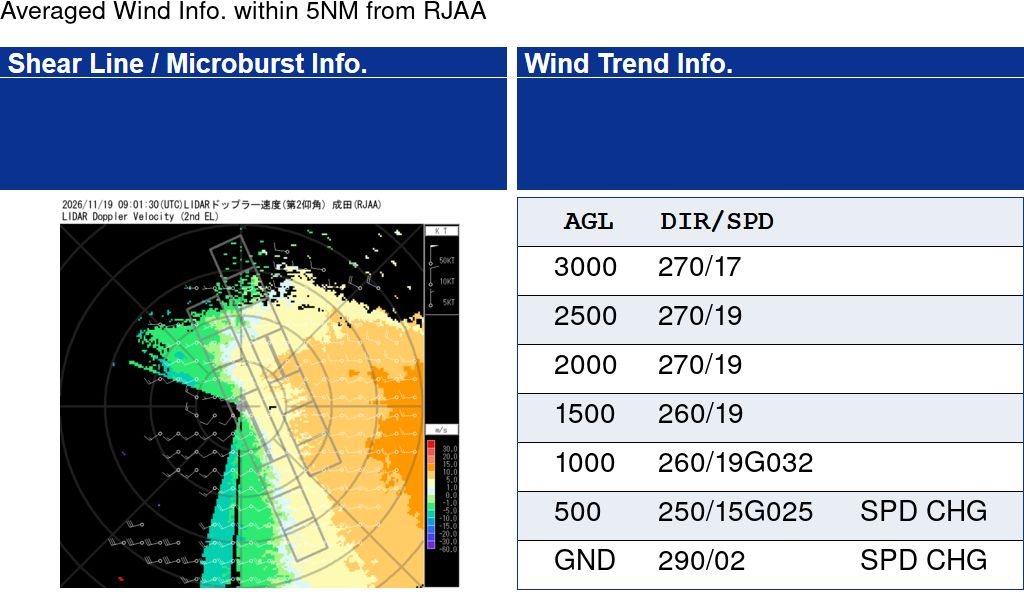 Averaged Wind Info. within 5NM from RJAA
Shear Line / Microburst Info.
Wind Trend Info.
2026/11/19 09:01:30(UTC)LIDARドップラー速度(第2仰角) 成田(RJAA)
LIDAR Doppler Velocity (2nd EL)
K T
50KT
10KT
5KT
m/s
30.0
20.0
15.0
10.0
5.0
1.0
0.0
-1.0
-5.0
-10.0
-15.0
-20.0
-30.0
-60.0
AGL DIR/SPD
3000 270/17
2500 270/19
2000 270/19
1500 260/19
1000 260/19G032
500 250/15G025 SPD CHG
GND 290/02 SPD CHG